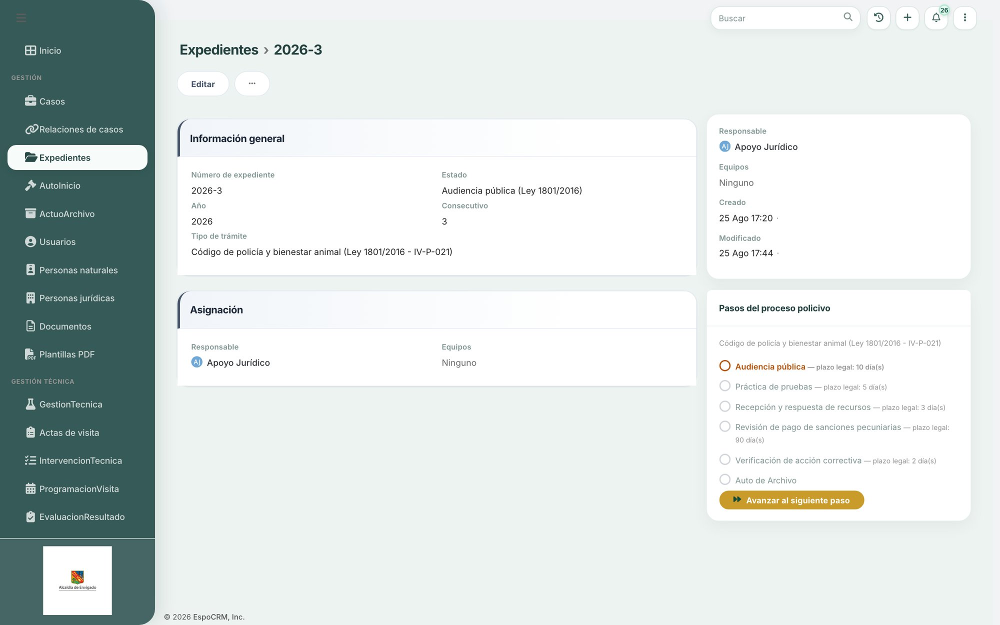 Inicio
GESTIÓN
Casos
Relaciones de casos
Expedientes
AutoInicio
ActuoArchivo
Usuarios
Personas naturales
Personas jurídicas
Documentos
PDF
Plantillas PDF
GESTIÓN TÉCNICA
GestionTecnica
Actas de visita
IntervencionTecnica
ProgramacionVisita
EvaluacionResultado
Alcaldía de Envigado
Buscar
26
Expedientes › 2026-3
Editar
···
Información general
Número de expediente
2026-3
Estado
Audiencia pública (Ley 1801/2016)
Año
2026
Consecutivo
3
Tipo de trámite
Código de policía y bienestar animal (Ley 1801/2016 - IV-P-021)
Asignación
Responsable
AJ Apoyo Jurídico
Equipos
Ninguno
Responsable
AJ Apoyo Jurídico
Equipos
Ninguno
Creado
25 Ago 17:20 ·
Modificado
25 Ago 17:44 ·
Pasos del proceso policivo
Código de policía y bienestar animal (Ley 1801/2016 - IV-P-021)
Audiencia pública — plazo legal: 10 día(s)
Práctica de pruebas — plazo legal: 5 día(s)
Recepción y respuesta de recursos — plazo legal: 3 día(s)
Revisión de pago de sanciones pecuniarias — plazo legal:
90 día(s)
Verificación de acción correctiva — plazo legal: 2 día(s)
Auto de Archivo
Avanzar al siguiente paso
© 2026 EspoCRM, Inc.